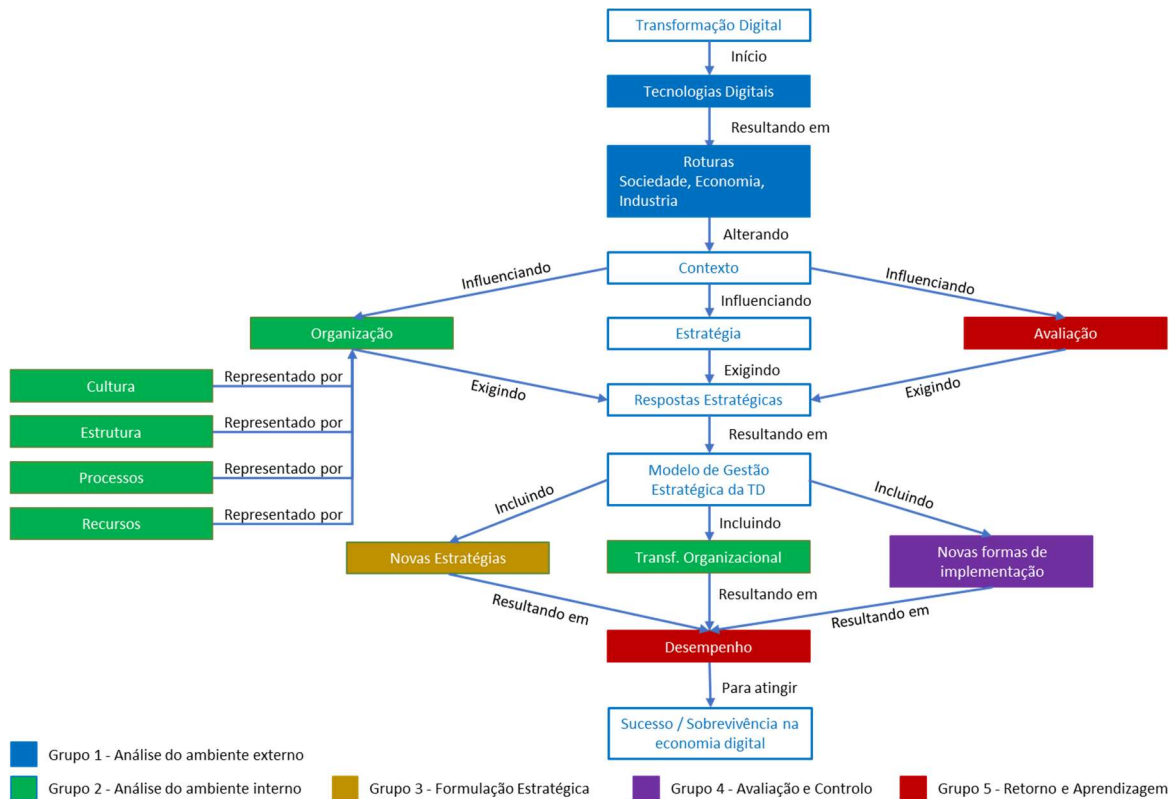 Transformação Digital
Início
Tecnologias Digitais
Resultando em
Roturas
Sociedade, Economia,
Industria
Alterando
Contexto
Influenciando
Influenciando
Influenciando
Organização
Estratégia
Avaliação
Exigindo
Exigindo
Exigindo
Cultura
Representado por
Respostas Estratégicas
Estrutura
Representado por
Resultando em
Processos
Representado por
Modelo de Gestão
Estratégica da TD
Recursos
Representado por
Incluindo
Incluindo
Incluindo
Novas Estratégias
Transf. Organizacional
Novas formas de
implementação
Resultando em
Resultando em
Resultando em
Desempenho
Para atingir
Sucesso / Sobrevivência na
economia digital
Grupo 1 - Análise do ambiente externo
Grupo 2 - Análise do ambiente interno
Grupo 3 - Formulação Estratégica
Grupo 4 - Avaliação e Controlo
Grupo 5 - Retorno e Aprendizagem